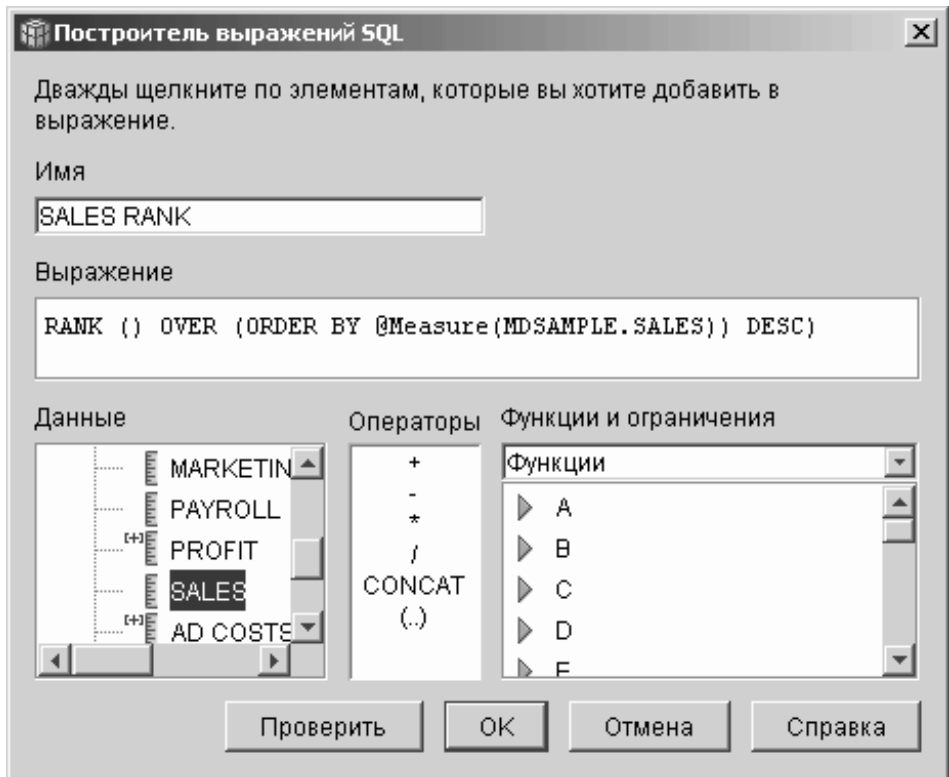 Построитель выражений SQL
Дважды щелкните по элементам, которые вы хотите добавить в
выражение.
Имя
SALES RANK
Выражение
RANK () OVER (ORDER BY @Measure(MDSAMPLE.SALES)) DESC)
Данные
MARKETIN
PAYROLL
[+] PROFIT
SALES
[+] AD COSTS
Операторы
+
-
*
/
CONCAT
(..)
Функции и ограничения
Функции
A
B
C
D
Проверить
OK
Отмена
Справка